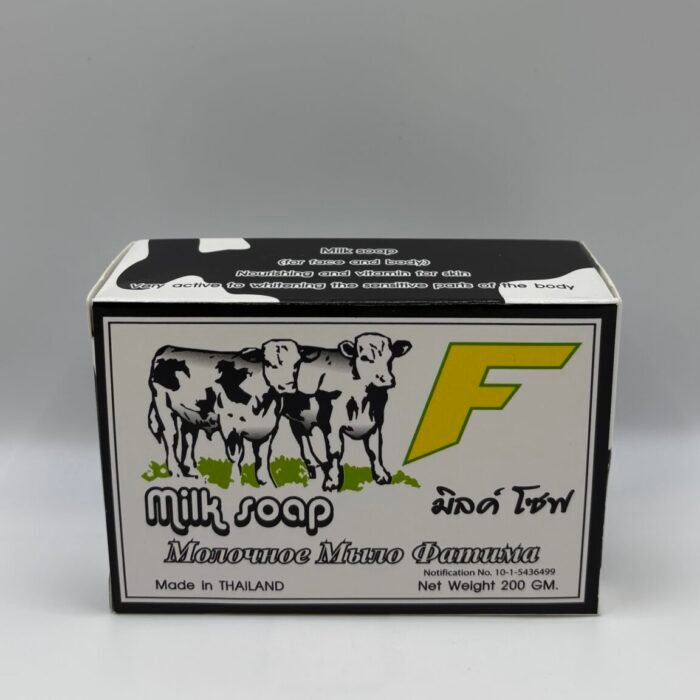 Milk soap
(for face and body)
Nourishing and vitamin for skin
Very active to whitening the sensitive parts of the body
F
Milk soap
มิลค์ โซฟ
Молочное Мыло Фатима
Notification No. 10-1-5436499
Made in THAILAND
Net Weight 200 GM.